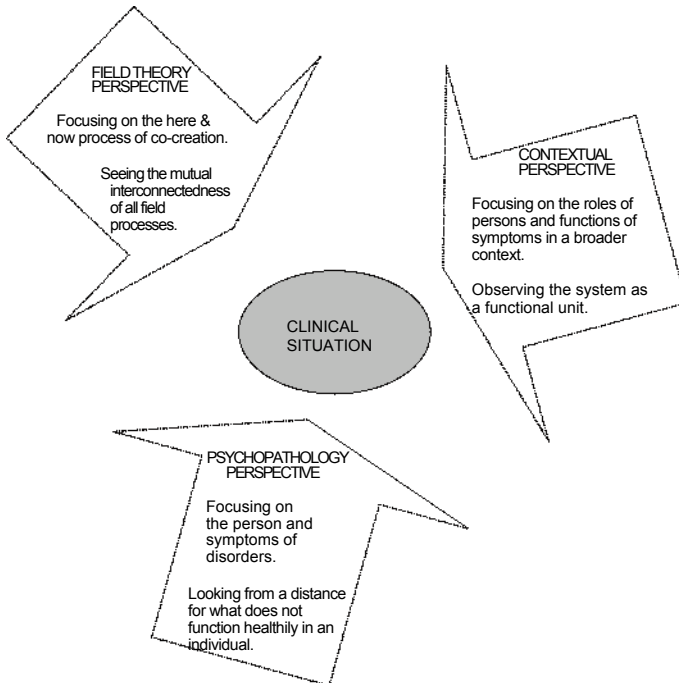 FIELD THEORY
PERSPECTIVE
Focusing on the here &
now process of co-creation.
Seeing the mutual
interconnectedness
of all field
processes.
CONTEXTUAL
PERSPECTIVE
Focusing on the roles of
persons and functions of
symptoms in a broader
context.
Observing the system as
a functional unit.
CLINICAL
SITUATION
PSYCHOPATHOLOGY
PERSPECTIVE
Focusing on
the person and
symptoms of
disorders.
Looking from a distance
for what does not
function healthily in an
individual.